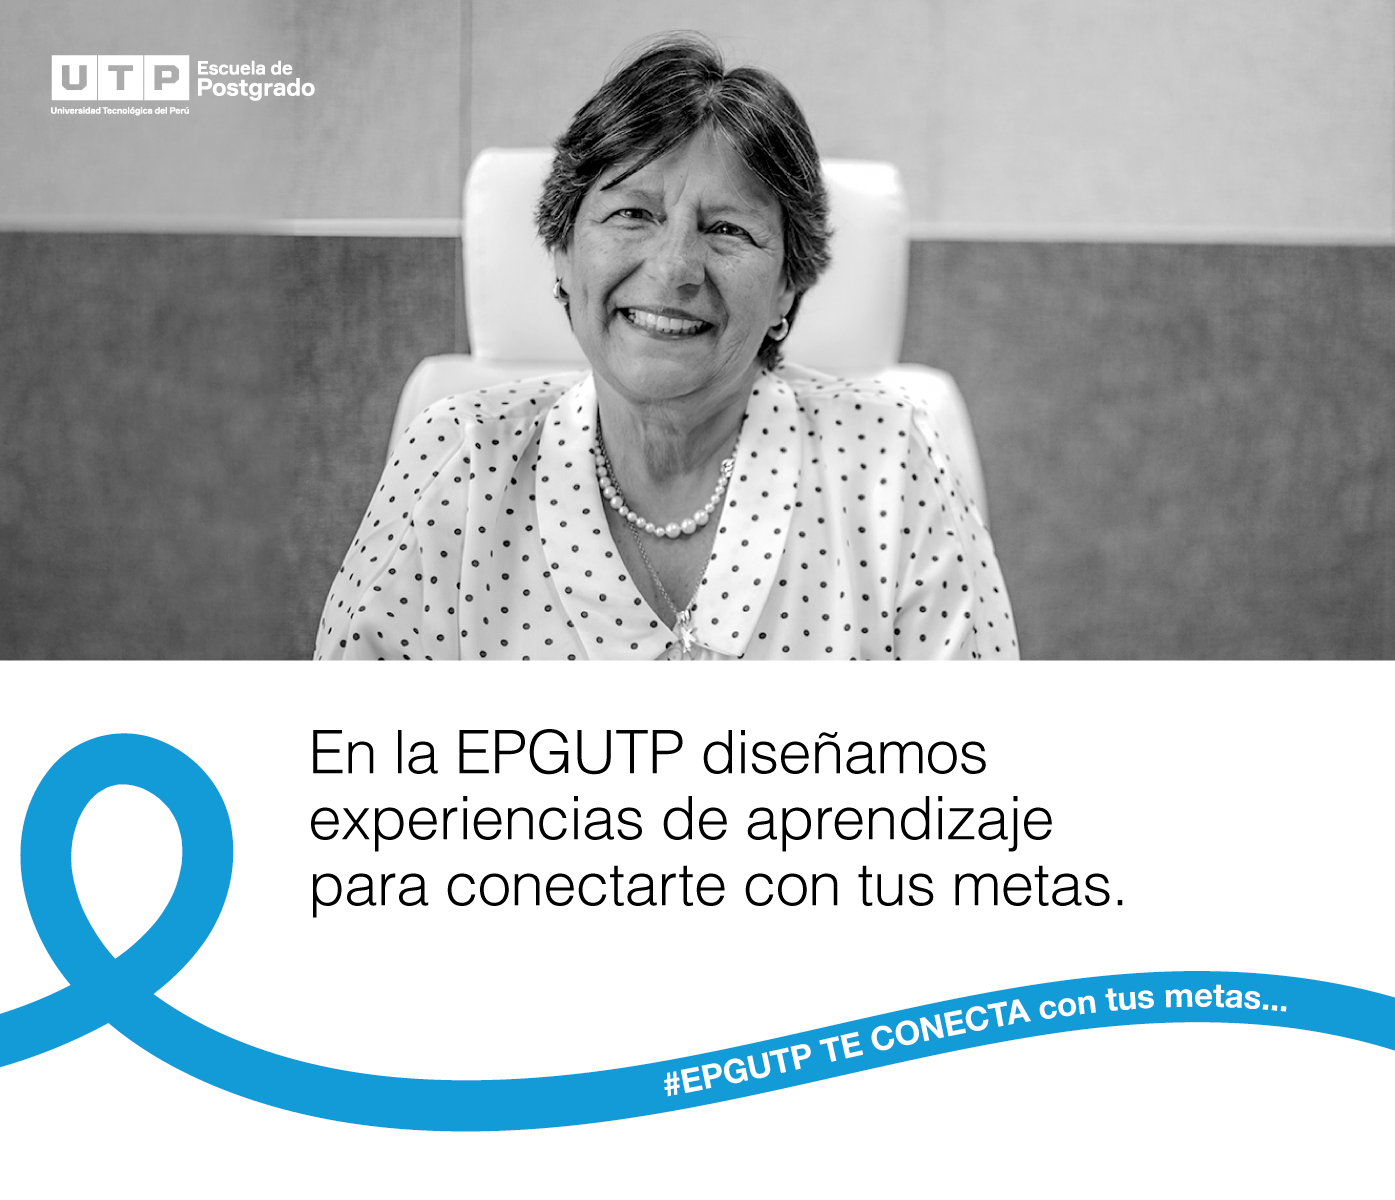 UTP
Universidad Tecnológica del Perú
Escuela de
Postgrado
En la EPGUTP diseñamos
experiencias de aprendizaje
para conectarte con tus metas.
#EPGUTP TE CONECTA con tus metas...